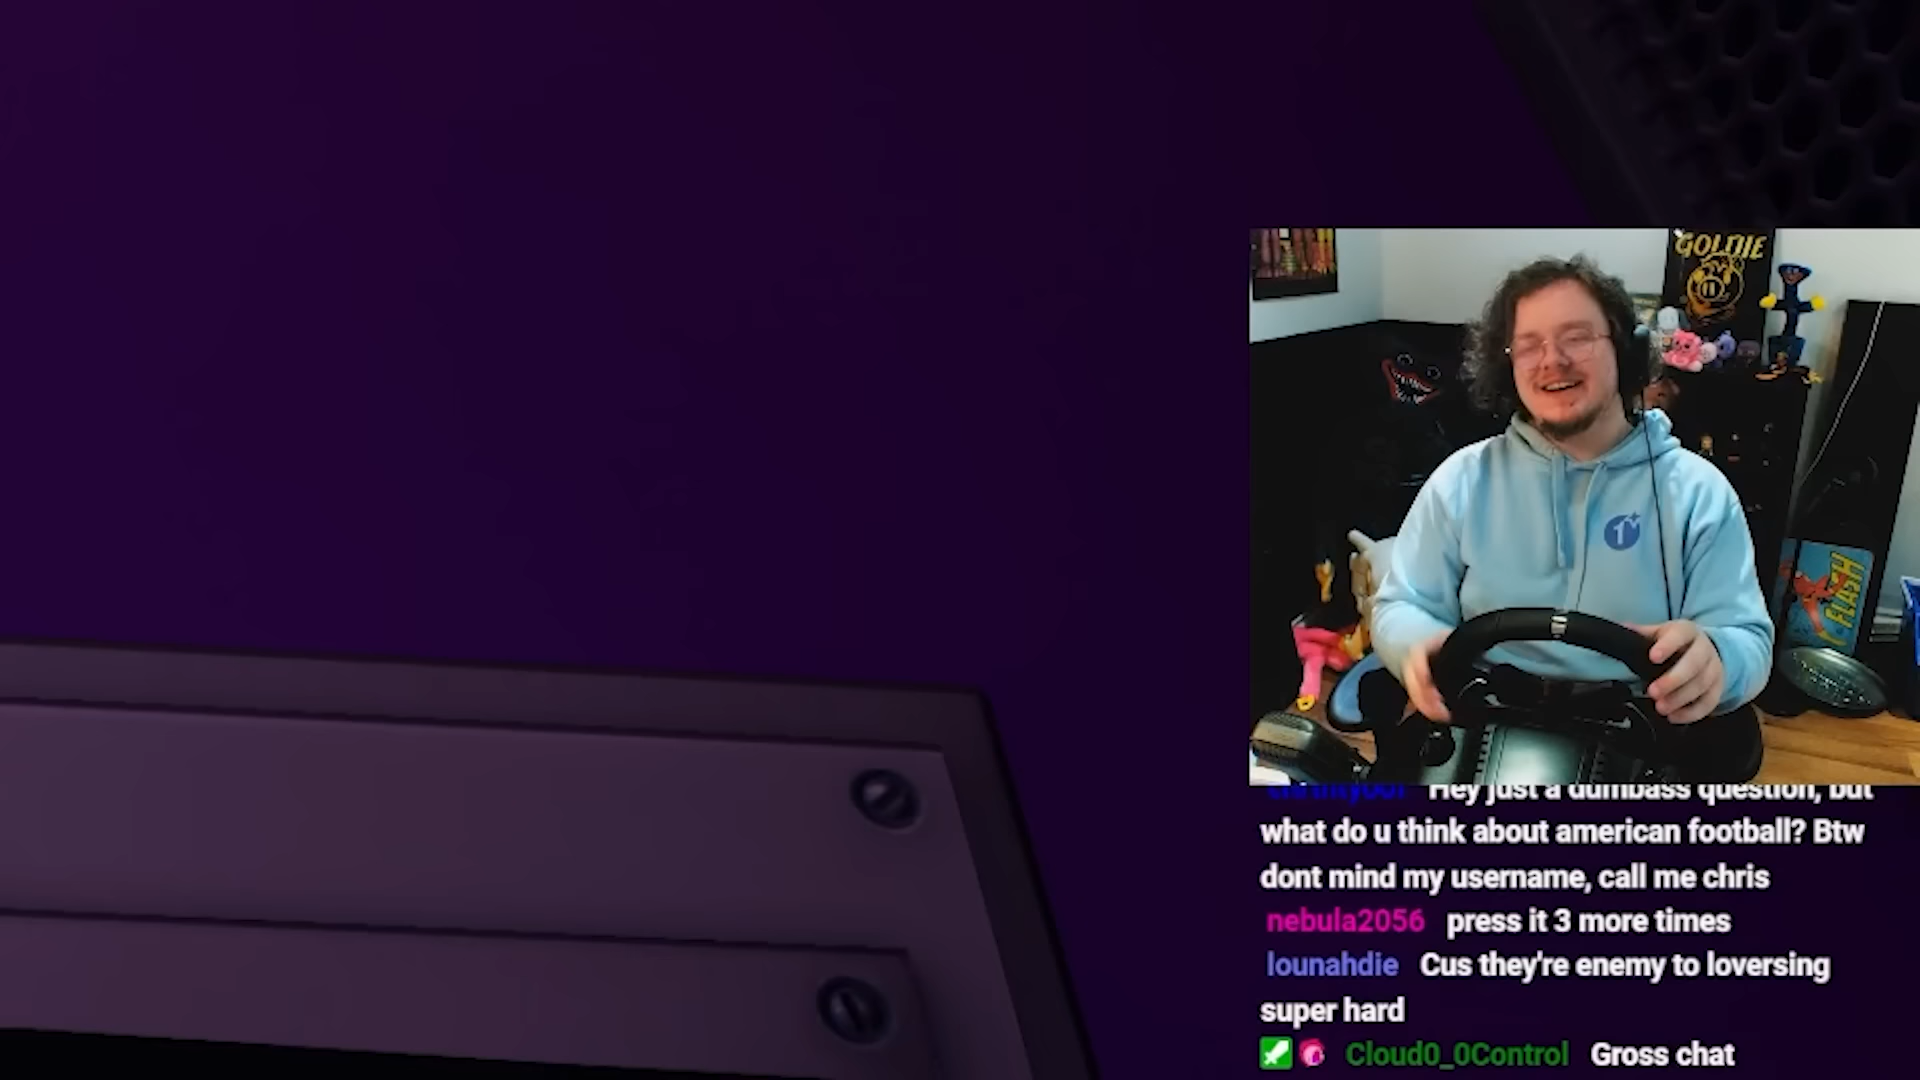 GOLDIE
1
FLASH
Hey just a dumbass question, but
what do u think about american football? Btw
dont mind my username, call me chris
nebula2056 press it 3 more times
lounahdie Cus they're enemy to loversing
super hard
Cloud0_0Control Gross chat